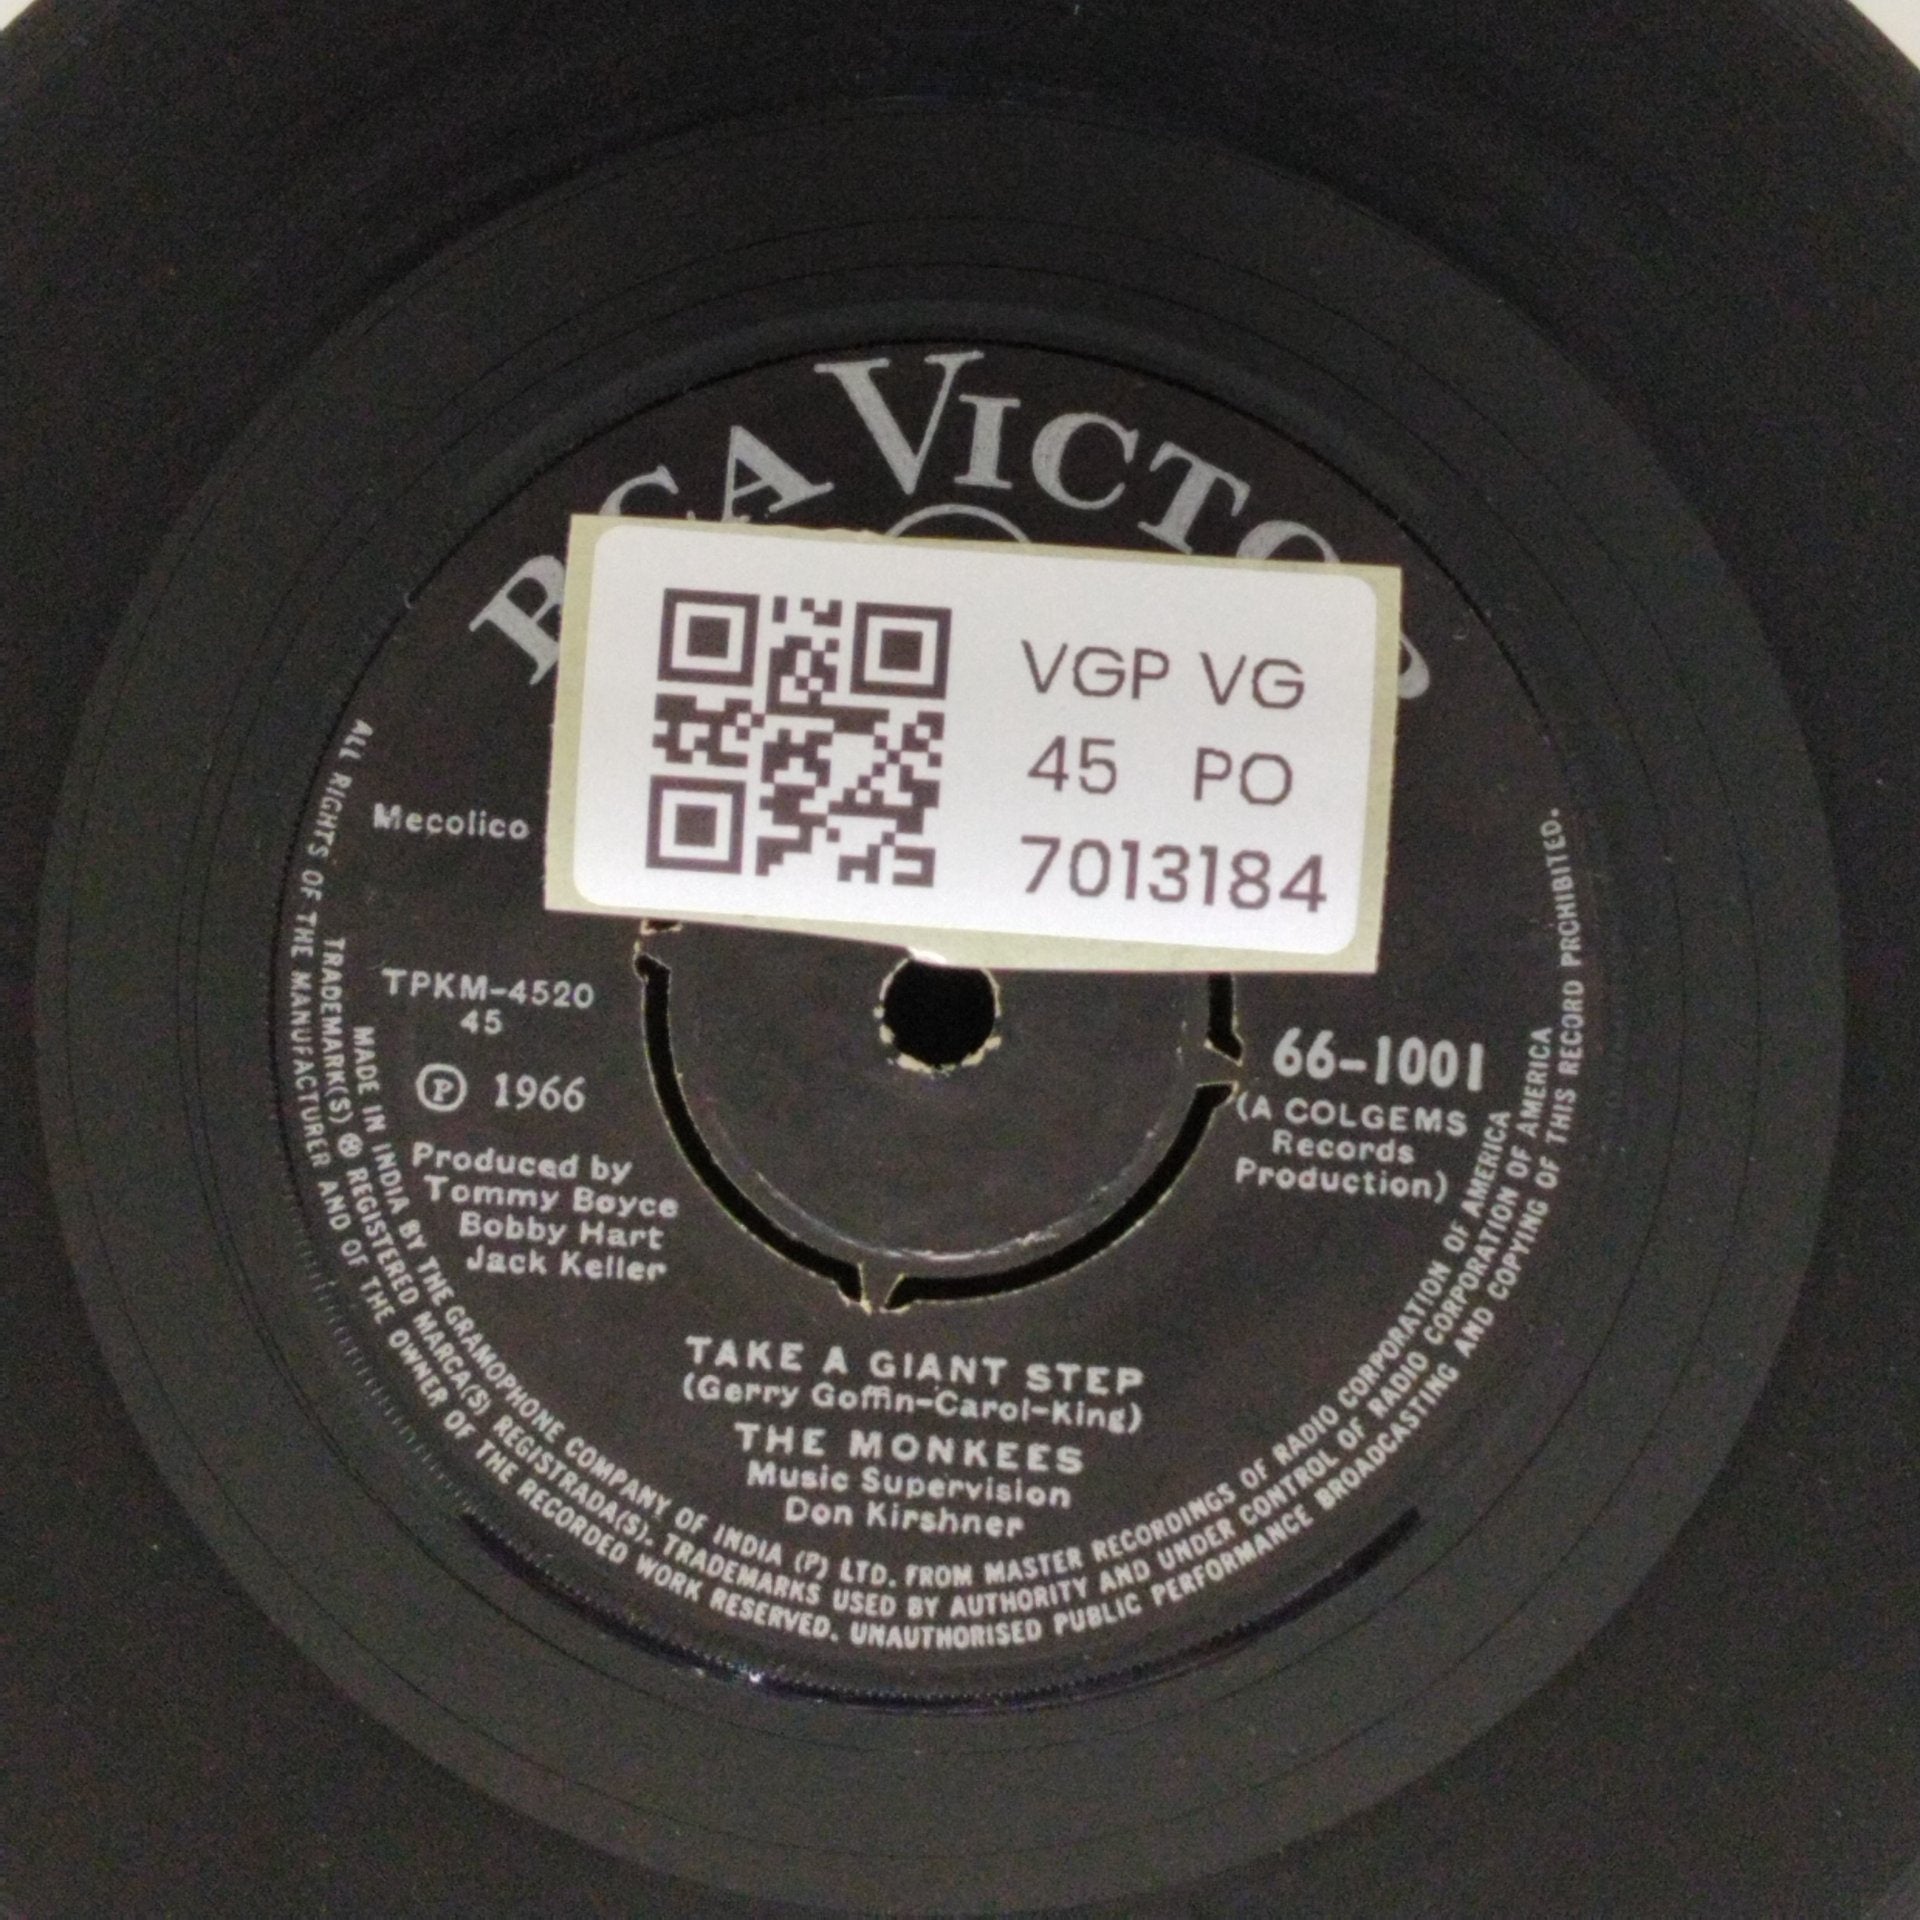 RCA VICTOR
VGP VG
45 PO
7013184
Mecolico
TPKM-4520
45
Ⓟ 1966
Produced by
Tommy Boyce
Bobby Hart
Jack Keller
66-1001
(A COLGEMS
Records
Production)
TAKE A GIANT STEP
(Gerry Goffin-Carol-King)
THE MONKEES
Music Supervision
Don Kirshner
MADE IN INDIA BY THE GRAMOPHONE COMPANY OF INDIA (P) LTD. FROM MASTER RECORDINGS OF RADIO CORPORATION OF AMERICA
TRADEMARK(S) ® REGISTERED MARCA(S) REGISTRADA(S). TRADEMARKS USED BY AUTHORITY AND UNDER CONTROL OF RADIO CORPORATION OF AMERICA
ALL RIGHTS OF THE MANUFACTURER AND OF THE OWNER OF THE RECORDED WORK RESERVED. UNAUTHORISED PUBLIC PERFORMANCE BROADCASTING AND COPYING OF THIS RECORD PROHIBITED.